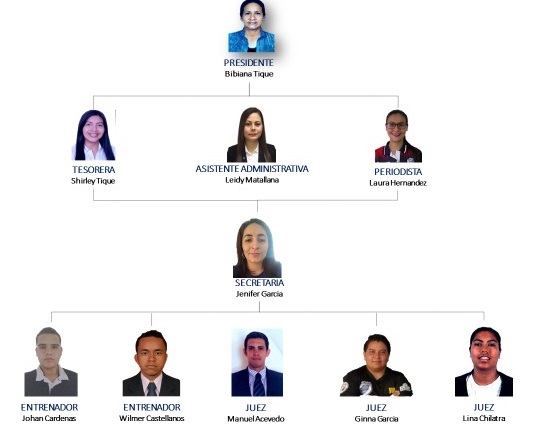 PRESIDENTE
Bibiana Tique
TESORERA
Shirley Tique
ASISTENTE ADMINISTRATIVA
Leidy Matallana
PERIODISTA
Laura Hernandez
SECRETARIA
Jenifer Garcia
ENTRENADOR
Johan Cardenas
ENTRENADOR
Wilmer Castellanos
JUEZ
Manuel Acevedo
JUEZ
Ginna Garcia
JUEZ
Lina Chilatra